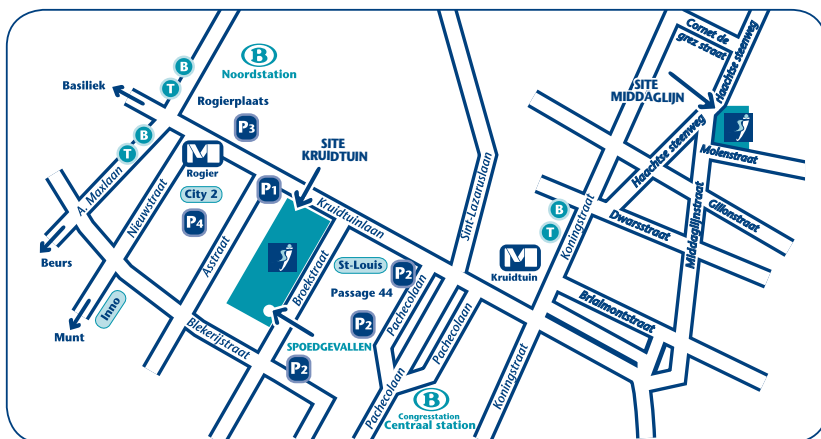 Cornet de
grez straat
Haachtse steenweg
B
Noordstation
B
T
Basiliek
SITE
MIDDAGLIJN
Rogierplaats
P3
B
T
SITE
KRUIDTUIN
Haachtse steenweg
Molenstraat
M
Rogier
A. Maxlaan
Nieuwstraat
City 2
P1
P4
Kruidtuinlaan
Sint-Lazaruslaan
Koningstraat
B
T
Dwarsstraat
Gillonstraat
Middaglijnstraat
Beurs
Asstraat
Broekstraat
St-Louis
P2
M
Kruidtuin
Passage 44
Inno
Munt
P2
Pachecolaan
Pachecolaan
Brialmontstraat
Blekerijstraat
SPOEDGEVALLEN
P2
Pachecolaan
Koningstraat
B
Congresstation
Centraal station